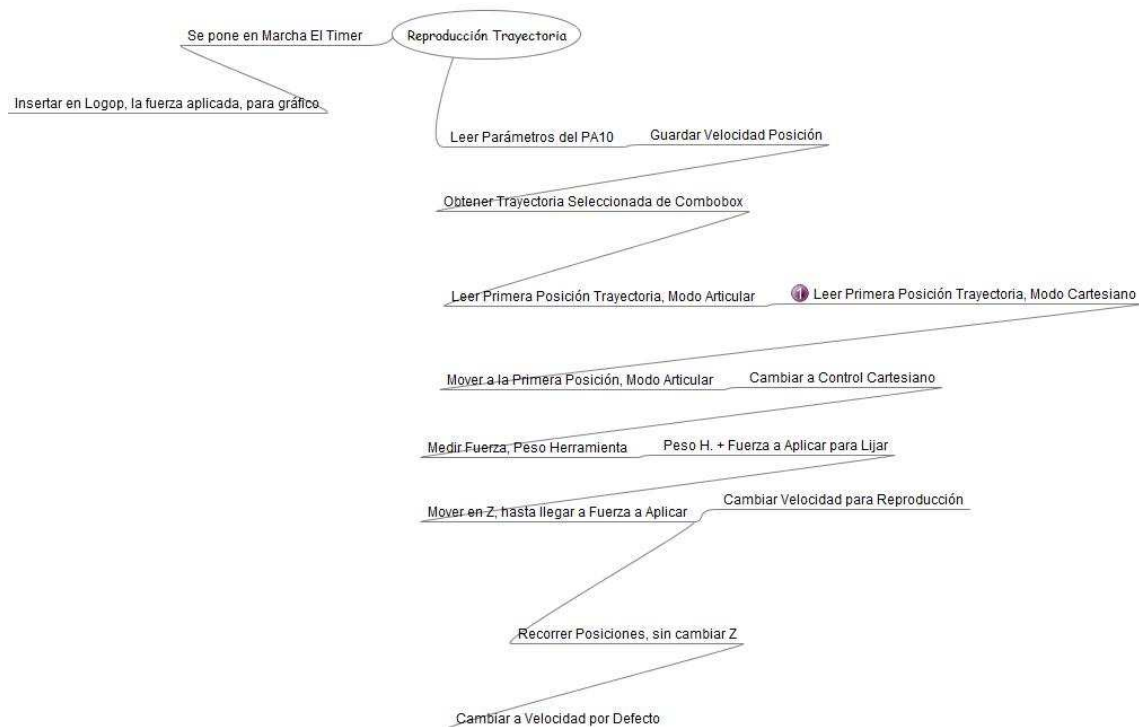 Se pone en Marcha El Timer
Reproducción Trayectoria
Insertar en Logop, la fuerza aplicada, para gráfico
Leer Parámetros del PA10
Guardar Velocidad Posición
Obtener Trayectoria Seleccionada de Combobox
Leer Primera Posición Trayectoria, Modo Articular
1 Leer Primera Posición Trayectoria, Modo Cartesiano
Mover a la Primera Posición, Modo Articular
Cambiar a Control Cartesiano
Medir Fuerza, Peso Herramienta
Peso H. + Fuerza a Aplicar para Lijar
Mover en Z, hasta llegar a Fuerza a Aplicar
Cambiar Velocidad para Reproducción
Recorrer Posiciones, sin cambiar Z
Cambiar a Velocidad por Defecto